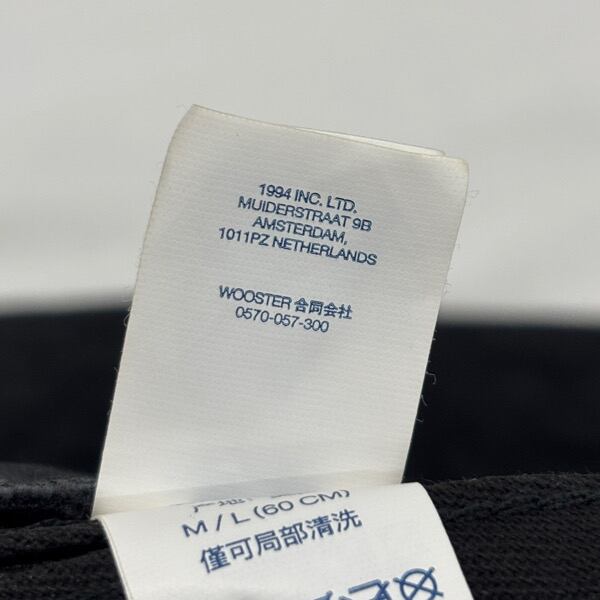 1994 INC. LTD.
MUIDERSTRAAT 9B
AMSTERDAM,
1011PZ NETHERLANDS
WOOSTER 合同会社
0570-057-300
M / L (60 CM)
僅可局部清洗